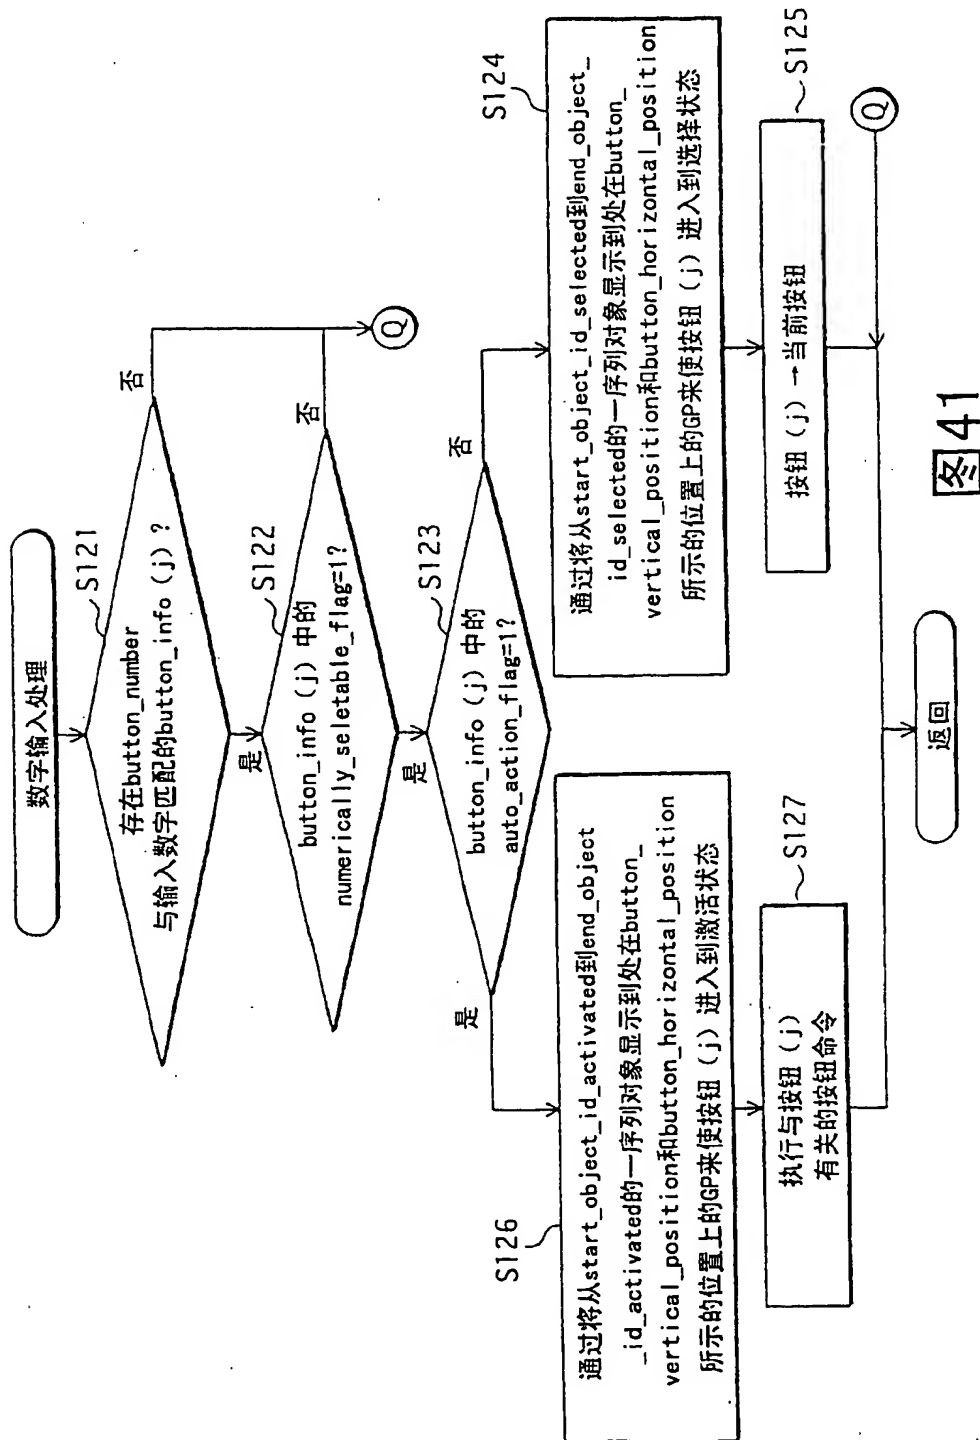 数字输入处理
S121
存在button_number
与输入数字匹配的button_info (j) ?
否
是
S122
button_info (j) 中的
numerically_seletable_flag=1?
否
Q
是
S123
button_info (j) 中的
auto_action_flag=1?
否
是
S126
通过将从start_object_id_activated到end_object
_id_activated的一序列对象显示到处在button_
vertical_position和button_horizontal_position
所示的位置上的GP来使按钮 (j) 进入到激活状态
S127
执行与按钮 (j)
有关的按钮命令
S124
通过将从start_object_id_selected到end_object_
id_selected的一序列对象显示到处在button_
vertical_position和button_horizontal_position
所示的位置上的GP来使按钮 (j) 进入到选择状态
S125
按钮 (j) →当前按钮
Q
返回
图41